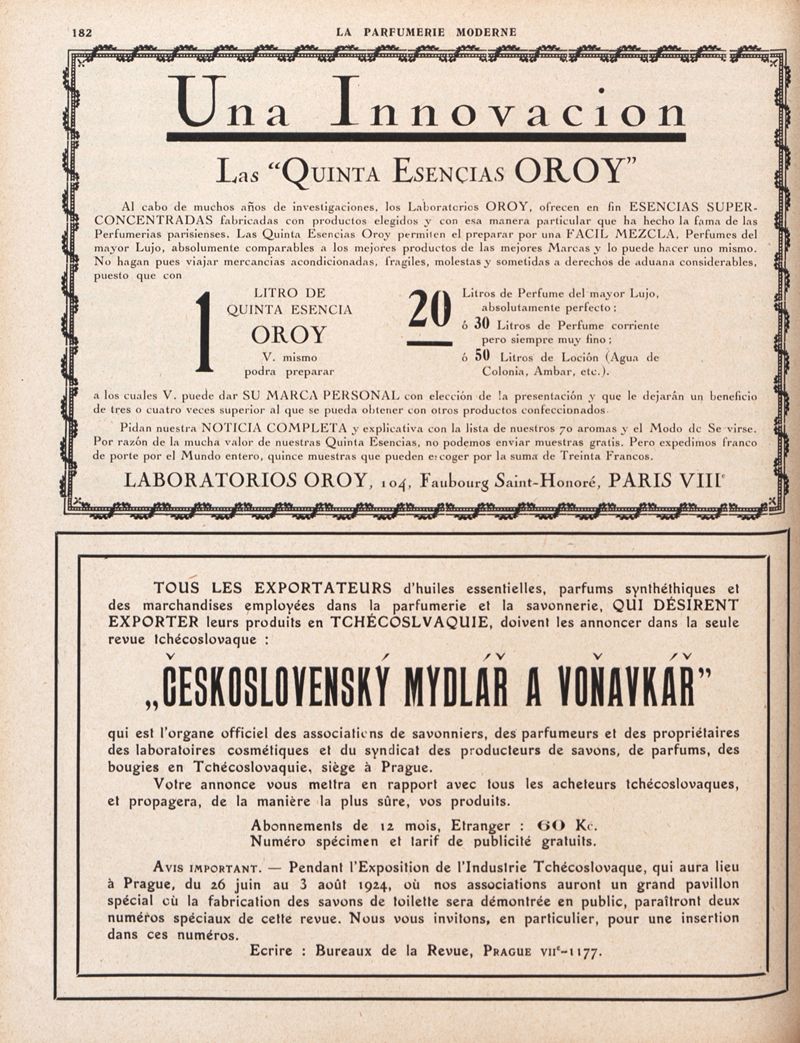 182
LA PARFUMERIE MODERNE
Una Innovacion
Las “Quinta Esencias OROY”
Al cabo de muchos años de investigaciones, los Laboratorios OROY, ofrecen en fin ESENCIAS SUPER-
CONCENTRADAS fabricadas con productos elegidos y con esa manera particular que ha hecho la fama de las
Perfumerias parisienses. Las Quinta Esencias Oroy permiten el preparar por una FACIL MEZCLA, Perfumes del
mayor Lujo, absolumente comparables a los mejores productos de las mejores Marcas y lo puede hacer uno mismo.
No hagan pues viajar mercancias acondicionadas, fragiles, molestas y sometidas a derechos de aduana considerables,
puesto que con
1
LITRO DE
QUINTA ESENCIA
OROY
V. mismo
podra preparar
20 Litros de Perfume del mayor Lujo,
absolutamente perfecto ;
ó 30 Litros de Perfume corriente
pero siempre muy fino ;
ó 50 Litros de Loción (Agua de
Colonia, Ambar, etc.).
a los cuales V. puede dar SU MARCA PERSONAL con elección de la presentación y que le dejarán un beneficio
de tres o cuatro veces superior al que se pueda obtener con otros productos confeccionados
Pidan nuestra NOTICIA COMPLETA y explicativa con la lista de nuestros 70 aromas y el Modo de Se virse.
Por razón de la mucha valor de nuestras Quinta Esencias, no podemos enviar muestras gratis. Pero expedimos franco
de porte por el Mundo entero, quince muestras que pueden escoger por la suma de Treinta Francos.
LABORATORIOS OROY, 104, Faubourg Saint-Honoré, PARIS VIIIe
TOUS LES EXPORTATEURS d'huiles essentielles, parfums synthéthiques et
des marchandises employées dans la parfumerie et la savonnerie, QUI DÉSIRENT
EXPORTER leurs produits en TCHÉCOSLVAQUIE, doivent les annoncer dans la seule
revue tchécoslovaque :
„ČESKOSLOVENSKÝ MYDLÁŘ A VOŇAVKÁŘ”
qui est l'organe officiel des associations de savonniers, des parfumeurs et des propriétaires
des laboratoires cosmétiques et du syndicat des producteurs de savons, de parfums, des
bougies en Tchécoslovaquie, siège à Prague.
Votre annonce vous mettra en rapport avec tous les acheteurs tchécoslovaques,
et propagera, de la manière la plus sûre, vos produits.
Abonnements de 12 mois, Etranger : 60 Kc.
Numéro spécimen et tarif de publicité gratuits.
Avis important. — Pendant l'Exposition de l'Industrie Tchécoslovaque, qui aura lieu
à Prague, du 26 juin au 3 août 1924, où nos associations auront un grand pavillon
spécial où la fabrication des savons de toilette sera démontrée en public, paraîtront deux
numéros spéciaux de cette revue. Nous vous invitons, en particulier, pour une insertion
dans ces numéros.
Ecrire : Bureaux de la Revue, Prague VIIe-1177.